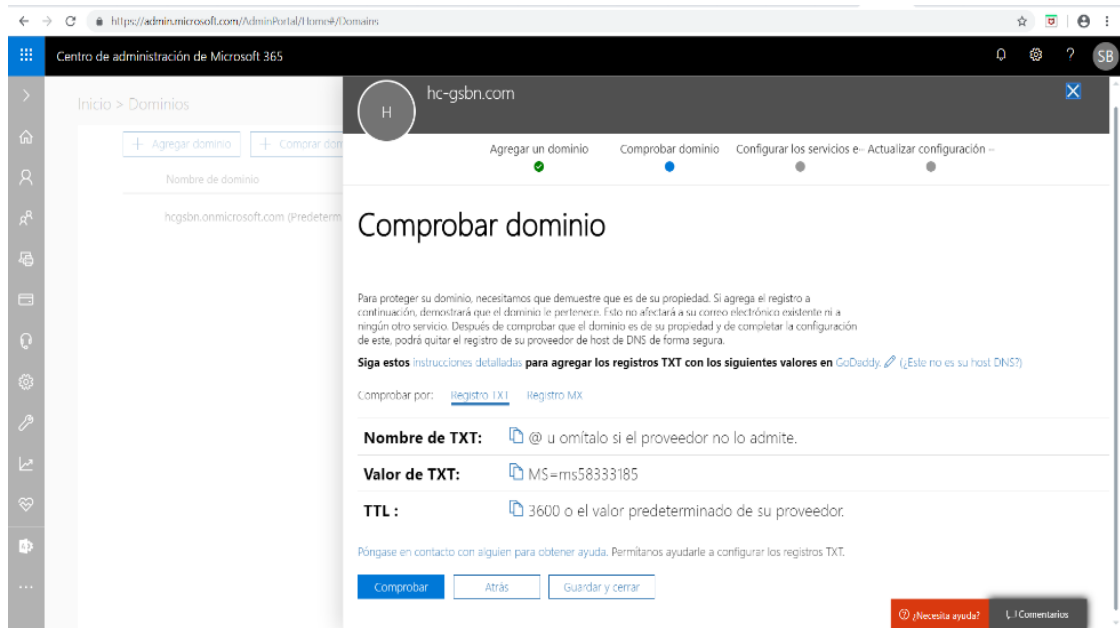 https://admin.microsoft.com/AdminPortal/Home#/Domains
Centro de administración de Microsoft 365
SB
Inicio > Dominios
Agregar dominio
Comprar dom
Nombre de dominio
hcgsbn.onmicrosoft.com (Predeterm
H
hc-gsbn.com
Agregar un dominio
Comprobar dominio
Configurar los servicios e...
Actualizar configuración ...
Comprobar dominio
Para proteger su dominio, necesitamos que demuestre que es de su propiedad. Si agrega el registro a
continuación, demostrará que el dominio le pertenece. Esto no afectará a su correo electrónico existente ni a
ningún otro servicio. Después de comprobar que el dominio es de su propiedad y de completar la configuración
de este, podrá quitar el registro de su proveedor de host de DNS de forma segura.
Siga estos instrucciones detalladas para agregar los registros TXT con los siguientes valores en GoDaddy. (¿Este no es su host DNS?)
Comprobar por: Registro TXT Registro MX
Nombre de TXT: @ u omítalo si el proveedor no lo admite.
Valor de TXT: MS=ms58333185
TTL : 3600 o el valor predeterminado de su proveedor.
Póngase en contacto con alguien para obtener ayuda. Permítanos ayudarle a configurar los registros TXT.
Comprobar
Atrás
Guardar y cerrar
¿Necesita ayuda?
Comentarios